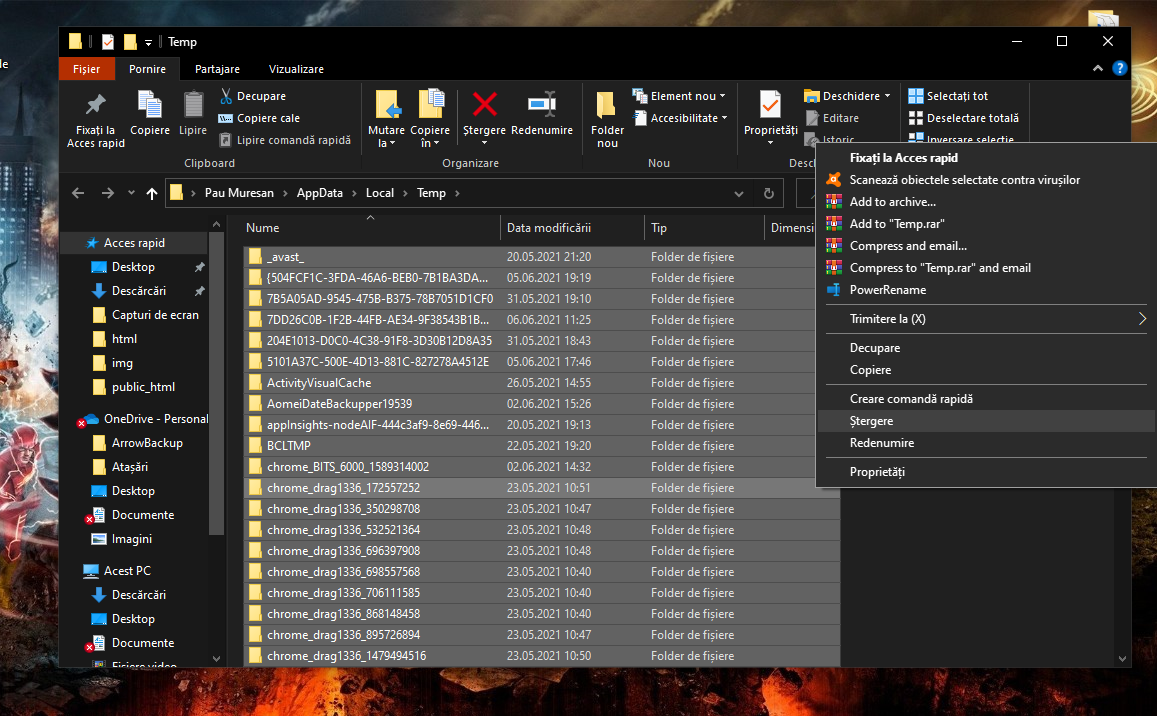 le
Temp
Fișier
Pornire
Partajare
Vizualizare
Fixați la
Acces rapid
Copiere
Lipire
Decupare
Copiere cale
Lipire comandă rapidă
Clipboard
Mutare
la
Copiere
în
Ștergere
Redenumire
Organizare
Folder
nou
Element nou
Accesibilitate
Nou
Proprietăți
Deschidere
Editare
Istoric
Desch
Selectați tot
Deselectare totală
Inversare selecție
Pau Muresan
AppData
Local
Temp
Acces rapid
Desktop
Descărcări
Capturi de ecran
html
img
public_html
OneDrive - Personal
ArrowBackup
Atașări
Desktop
Documente
Imagini
Acest PC
Descărcări
Desktop
Documente
Fișiere video
Nume Data modificării Tip Dimensi
_avast_ 20.05.2021 21:20 Folder de fișiere
{504FCF1C-3FDA-46A6-BEB0-7B1BA3DA... 05.06.2021 19:19 Folder de fișiere
7B5A05AD-9545-475B-B375-78B7051D1CF0 31.05.2021 19:10 Folder de fișiere
7DD26C0B-1F2B-44FB-AE34-9F38543B1B... 06.06.2021 11:25 Folder de fișiere
204E1013-D0C0-4C38-91F8-3D30B12D8A35 31.05.2021 18:43 Folder de fișiere
5101A37C-500E-4D13-881C-827278A4512E 05.06.2021 17:46 Folder de fișiere
ActivityVisualCache 26.05.2021 14:55 Folder de fișiere
AomeiDateBackupper19539 02.06.2021 15:26 Folder de fișiere
appInsights-nodeAIF-444c3af9-8e69-446... 20.05.2021 19:13 Folder de fișiere
BCLTMP 22.05.2021 19:20 Folder de fișiere
chrome_BITS_6000_1589314002 02.06.2021 14:32 Folder de fișiere
chrome_drag1336_172557252 23.05.2021 10:51 Folder de fișiere
chrome_drag1336_350298708 23.05.2021 10:47 Folder de fișiere
chrome_drag1336_532521364 23.05.2021 10:48 Folder de fișiere
chrome_drag1336_696397908 23.05.2021 10:48 Folder de fișiere
chrome_drag1336_698557568 23.05.2021 10:40 Folder de fișiere
chrome_drag1336_706111585 23.05.2021 10:40 Folder de fișiere
chrome_drag1336_868148458 23.05.2021 10:40 Folder de fișiere
chrome_drag1336_895726894 23.05.2021 10:47 Folder de fișiere
chrome_drag1336_1479494516 23.05.2021 10:50 Folder de fișiere
Fixați la Acces rapid
Scanează obiectele selectate contra virușilor
Add to archive...
Add to "Temp.rar"
Compress and email...
Compress to "Temp.rar" and email
PowerRename
Trimitere la (X)
Decupare
Copiere
Creare comandă rapidă
Ștergere
Redenumire
Proprietăți